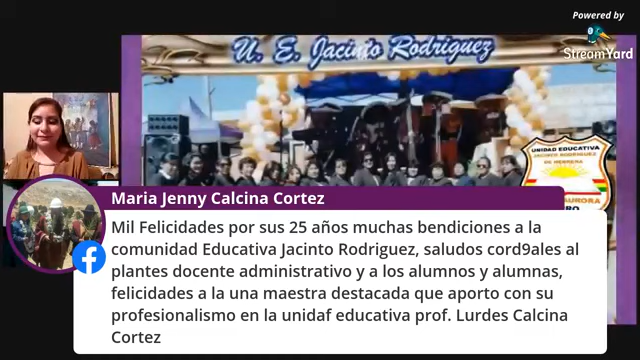 Powered by
StreamYard
U. E. Jacinto Rodriguez
UNIDAD EDUCATIVA
JACINTO RODRIGUEZ
DE HERRERA
Maria Jenny Calcina Cortez
Mil Felicidades por sus 25 años muchas bendiciones a la
comunidad Educativa Jacinto Rodriguez, saludos cord9ales al
plantes docente administrativo y a los alumnos y alumnas,
felicidades a la una maestra destacada que aporto con su
profesionalismo en la unidaf educativa prof. Lurdes Calcina
Cortez